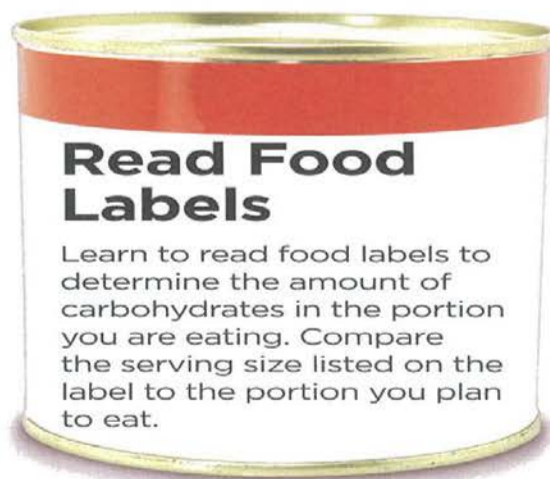 Read Food
Labels
Learn to read food labels to
determine the amount of
carbohydrates in the portion
you are eating. Compare
the serving size listed on the
label to the portion you plan
to eat.